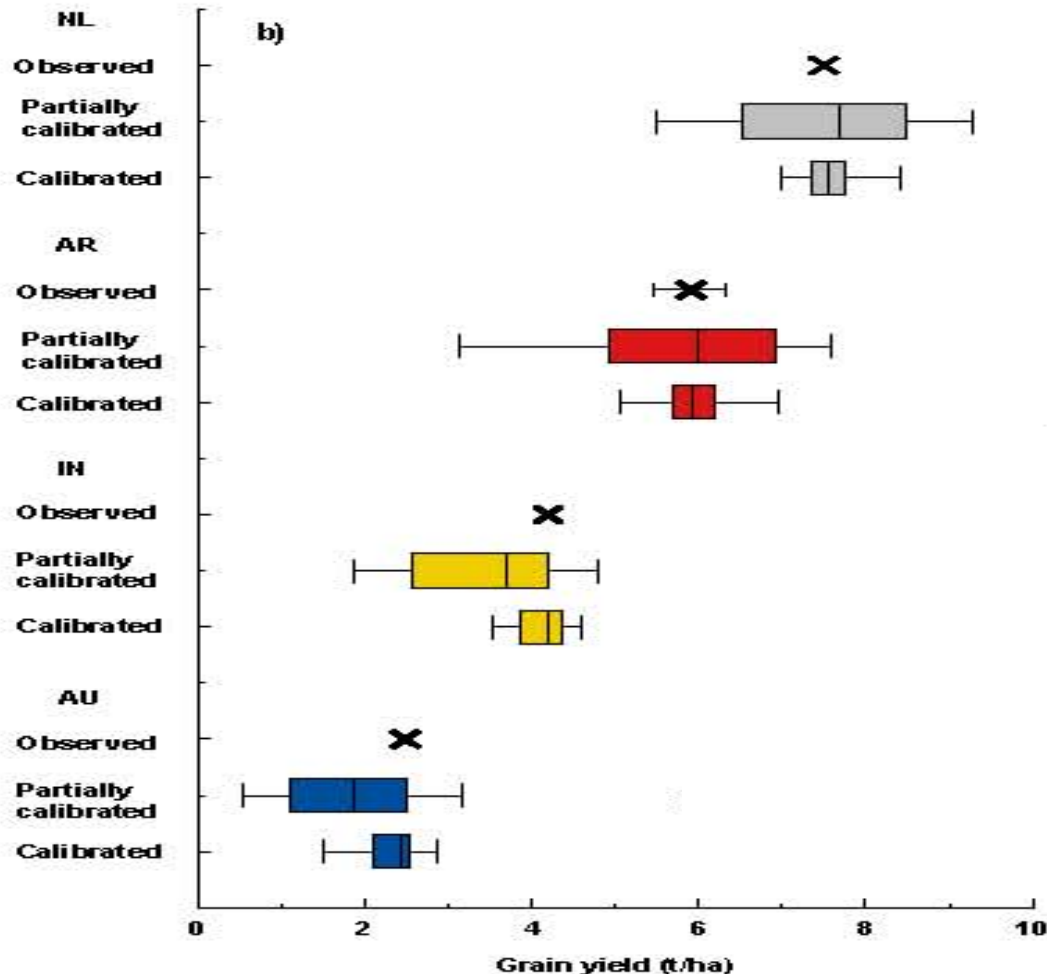 NL
b)
Observed
Partially
calibrated
Calibrated
AR
Observed
Partially
calibrated
Calibrated
IN
Observed
Partially
calibrated
Calibrated
AU
Observed
Partially
calibrated
Calibrated
0 2 4 6 8 10
Grain yield (t/ha)